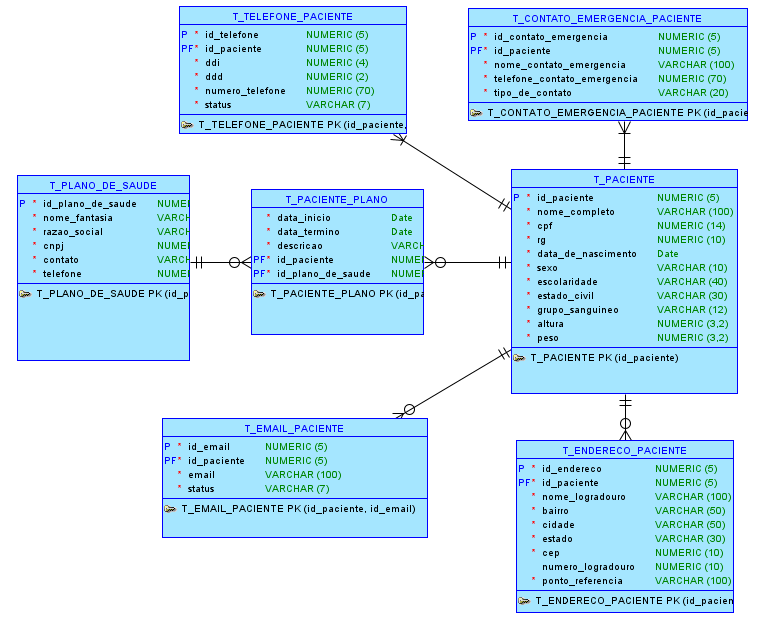 T_TELEFONE_PACIENTE
P * id_telefone NUMERIC (5)
PF* id_paciente NUMERIC (5)
* ddi NUMERIC (4)
* ddd NUMERIC (2)
* numero_telefone NUMERIC (70)
* status VARCHAR (7)
T_TELEFONE_PACIENTE PK (id_paciente,
T_CONTATO_EMERGENCIA_PACIENTE
P * id_contato_emergencia NUMERIC (5)
PF* id_paciente NUMERIC (5)
* nome_contato_emergencia VARCHAR (100)
* telefone_contato_emergencia NUMERIC (70)
* tipo_de_contato VARCHAR (20)
T_CONTATO_EMERGENCIA_PACIENTE PK (id_pacie
T_PLANO_DE_SAUDE
P * id_plano_de_saude NUME
* nome_fantasia VARCH
* razao_social VARCH
* cnpj NUME
* contato VARCH
* telefone NUME
T_PLANO_DE_SAUDE PK (id_p
T_PACIENTE_PLANO
* data_inicio Date
* data_termino Date
* descricao VARCH
PF* id_paciente NUME
PF* id_plano_de_saude NUME
T_PACIENTE_PLANO PK (id_pa
T_PACIENTE
P * id_paciente NUMERIC (5)
* nome_completo VARCHAR (100)
* cpf NUMERIC (14)
* rg NUMERIC (10)
* data_de_nascimento Date
* sexo VARCHAR (10)
* escolaridade VARCHAR (40)
* estado_civil VARCHAR (30)
* grupo_sanguineo VARCHAR (12)
* altura NUMERIC (3,2)
* peso NUMERIC (3,2)
T_PACIENTE PK (id_paciente)
T_EMAIL_PACIENTE
P * id_email NUMERIC (5)
PF* id_paciente NUMERIC (5)
* email VARCHAR (100)
* status VARCHAR (7)
T_EMAIL_PACIENTE PK (id_paciente, id_email)
T_ENDERECO_PACIENTE
P * id_endereco NUMERIC (5)
PF* id_paciente NUMERIC (5)
* nome_logradouro VARCHAR (100)
* bairro VARCHAR (50)
* cidade VARCHAR (50)
* estado VARCHAR (30)
* cep NUMERIC (10)
numero_logradouro NUMERIC (10)
* ponto_referencia VARCHAR (100)
T_ENDERECO_PACIENTE PK (id_pacien